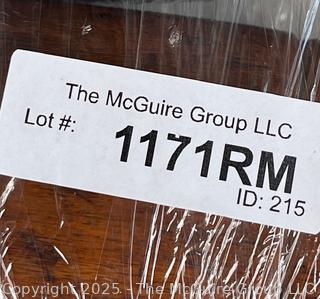 The McGuire Group LLC
Lot #:
1171RM
ID: 215
Copyright 2025 - The McGuire Group LLC